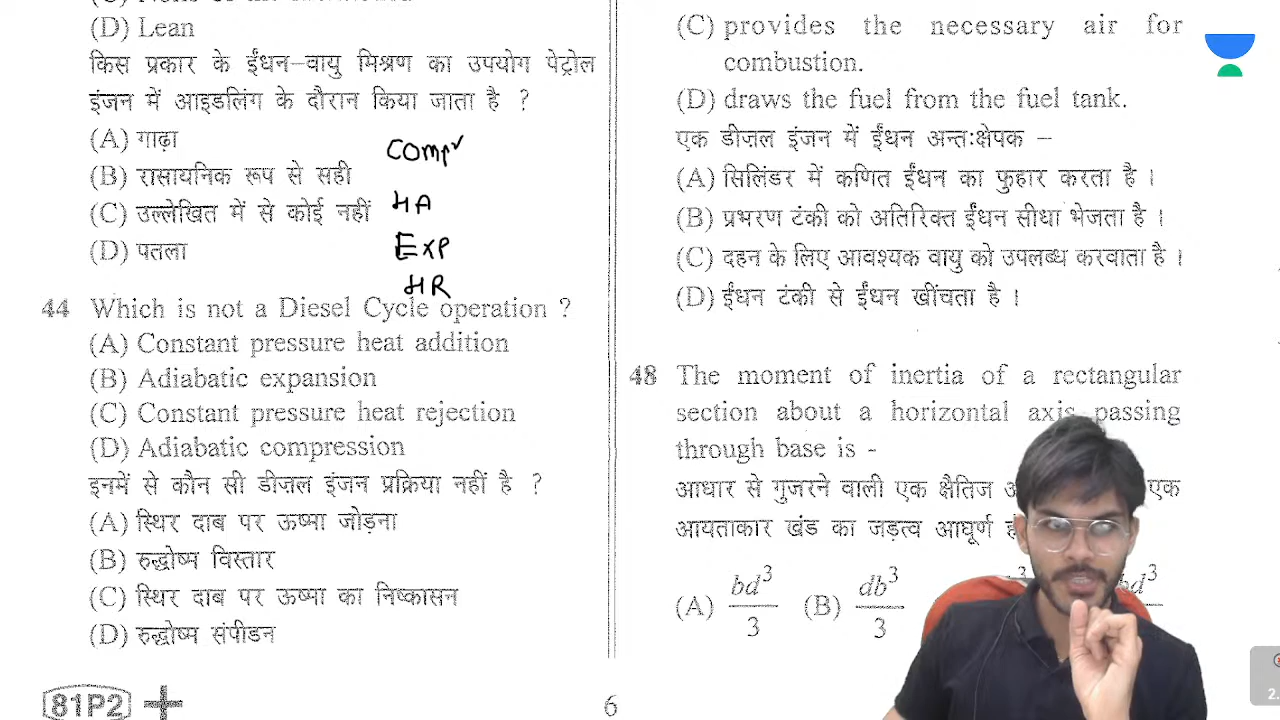 (D) Lean
किस प्रकार के ईंधन–वायु मिश्रण का उपयोग पेट्रोल
इंजन में आइडलिंग के दौरान किया जाता है ?
(A) गाढ़ा
(B) रासायनिक रूप से सही
(C) उल्लेखित में से कोई नहीं
(D) पतला
Comp
HA
Exp
HR
44 Which is not a Diesel Cycle operation ?
(A) Constant pressure heat addition
(B) Adiabatic expansion
(C) Constant pressure heat rejection
(D) Adiabatic compression
इनमें से कौन सी डीज़ल इंजन प्रक्रिया नहीं है ?
(A) स्थिर दाब पर ऊष्मा जोड़ना
(B) रुद्धोष्म विस्तार
(C) स्थिर दाब पर ऊष्मा का निष्कासन
(D) रुद्धोष्म संपीडन
81P2
6
(C) provides the necessary air for
combustion.
(D) draws the fuel from the fuel tank.
एक डीज़ल इंजन में ईंधन अन्तःक्षेपक –
(A) सिलिंडर में कणित ईंधन का फुहार करता है ।
(B) प्रभरण टंकी को अतिरिक्त ईंधन सीधा भेजता है ।
(C) दहन के लिए आवश्यक वायु को उपलब्ध करवाता है ।
(D) ईंधन टंकी से ईंधन खींचता है ।
48 The moment of inertia of a rectangular
section about a horizontal axis passing
through base is -
आधार से गुजरने वाली एक क्षैतिज एक
आयताकार खंड का जड़त्व आघूर्ण
(A) bd³/3 (B) db³/3
2.